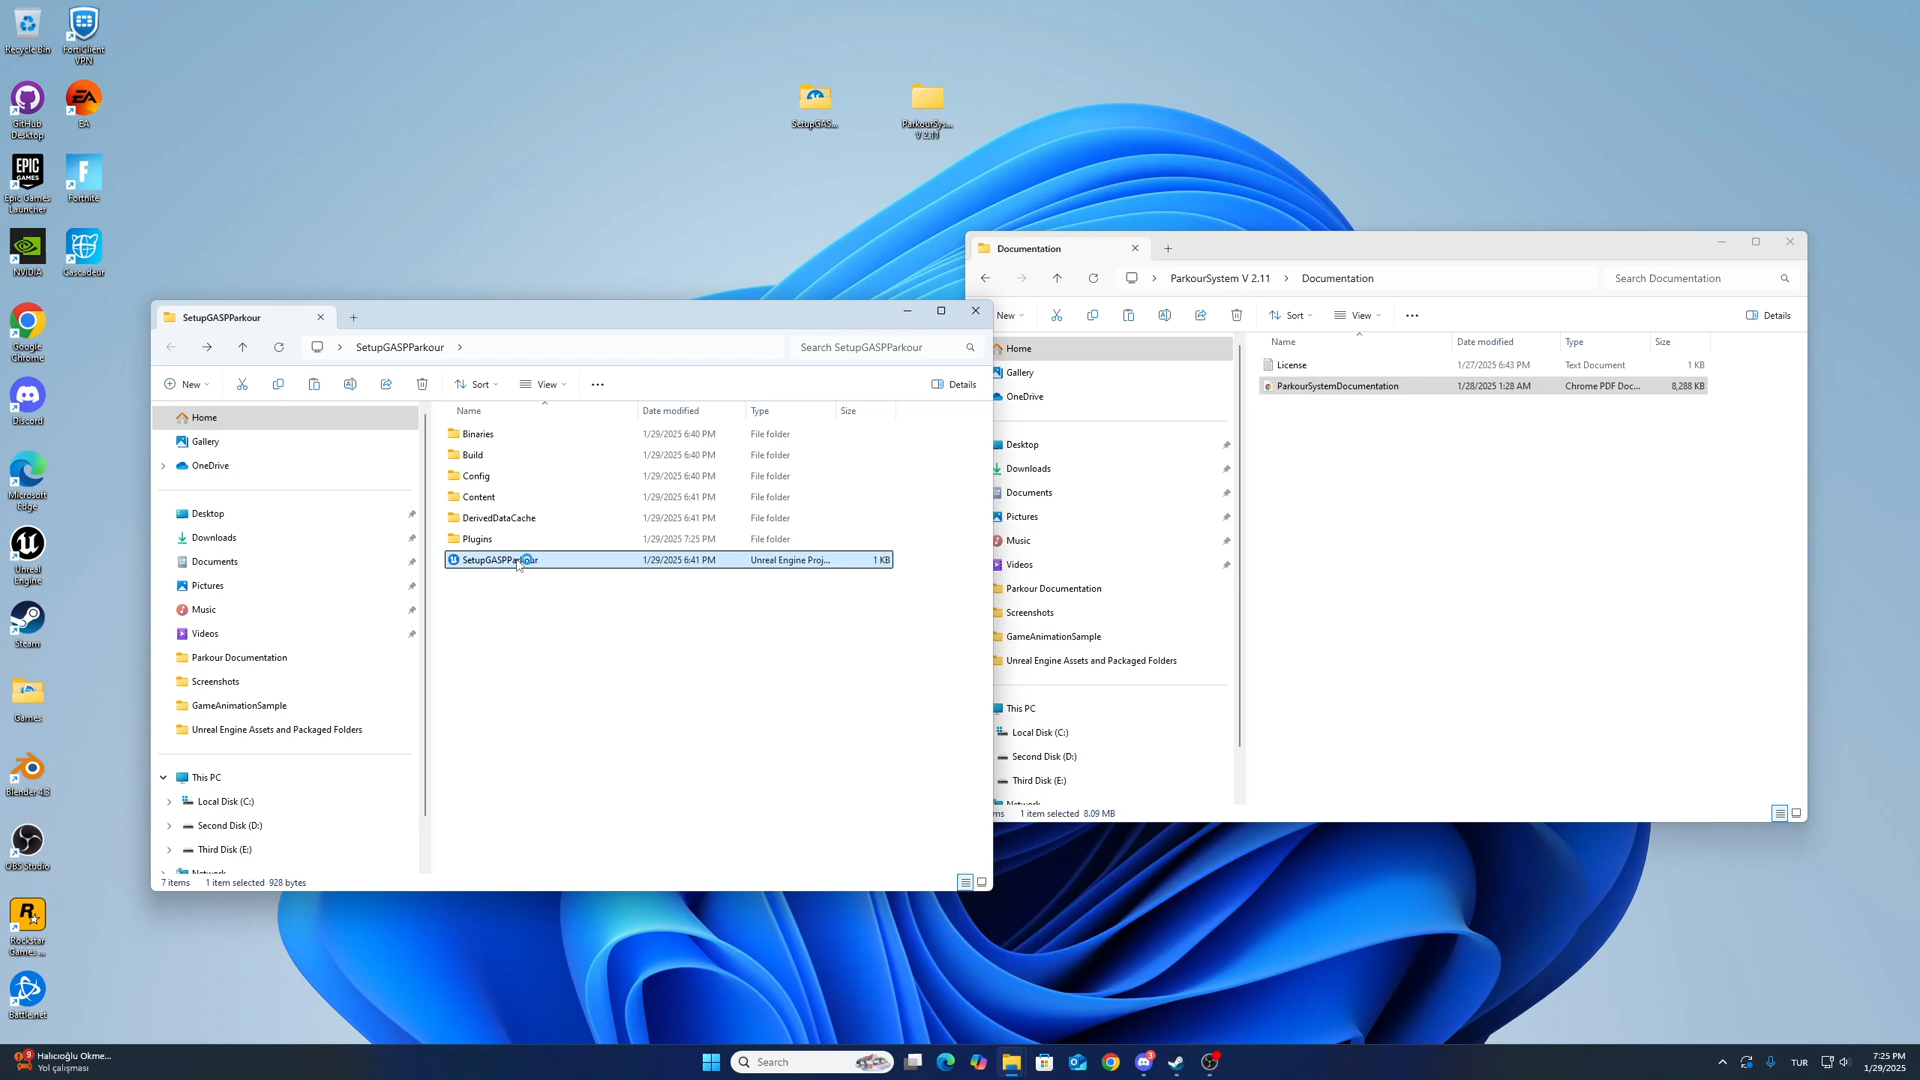 Recycle Bin
FortiClient
VPN
GitHub
Desktop
EA
Epic Games
Launcher
Fortnite
NVIDIA
Cascadeur
Google
Chrome
Discord
Microsoft
Edge
Unreal
Engine
Steam
Games
Blender 4.3
OBS Studio
Rockstar
Games ...
Battle.net
SetupGAS...
ParkourSys...
V 2.11
SetupGASPParkour
SetupGASPParkour
Search SetupGASPParkour
New
Sort
View
Details
Home
Gallery
OneDrive
Desktop
Downloads
Documents
Pictures
Music
Videos
Parkour Documentation
Screenshots
GameAnimationSample
Unreal Engine Assets and Packaged Folders
This PC
Local Disk (C:)
Second Disk (D:)
Third Disk (E:)
Network
Name Date modified Type Size
Binaries 1/29/2025 6:40 PM File folder
Build 1/29/2025 6:40 PM File folder
Config 1/29/2025 6:40 PM File folder
Content 1/29/2025 6:41 PM File folder
DerivedDataCache 1/29/2025 6:41 PM File folder
Plugins 1/29/2025 7:25 PM File folder
SetupGASPParkour 1/29/2025 6:41 PM Unreal Engine Proj... 1 KB
7 items 1 item selected 928 bytes
Documentation
ParkourSystem V 2.11 Documentation
Search Documentation
New
Sort
View
Details
Home
Gallery
OneDrive
Desktop
Downloads
Documents
Pictures
Music
Videos
Parkour Documentation
Screenshots
GameAnimationSample
Unreal Engine Assets and Packaged Folders
This PC
Local Disk (C:)
Second Disk (D:)
Third Disk (E:)
Network
Name Date modified Type Size
License 1/27/2025 6:43 PM Text Document 1 KB
ParkourSystemDocumentation 1/28/2025 1:28 AM Chrome PDF Doc... 8,288 KB
ms 1 item selected 8.09 MB
9
Halıcıoğlu Okme...
Yol çalışması
Search
3
TUR
7:25 PM
1/29/2025